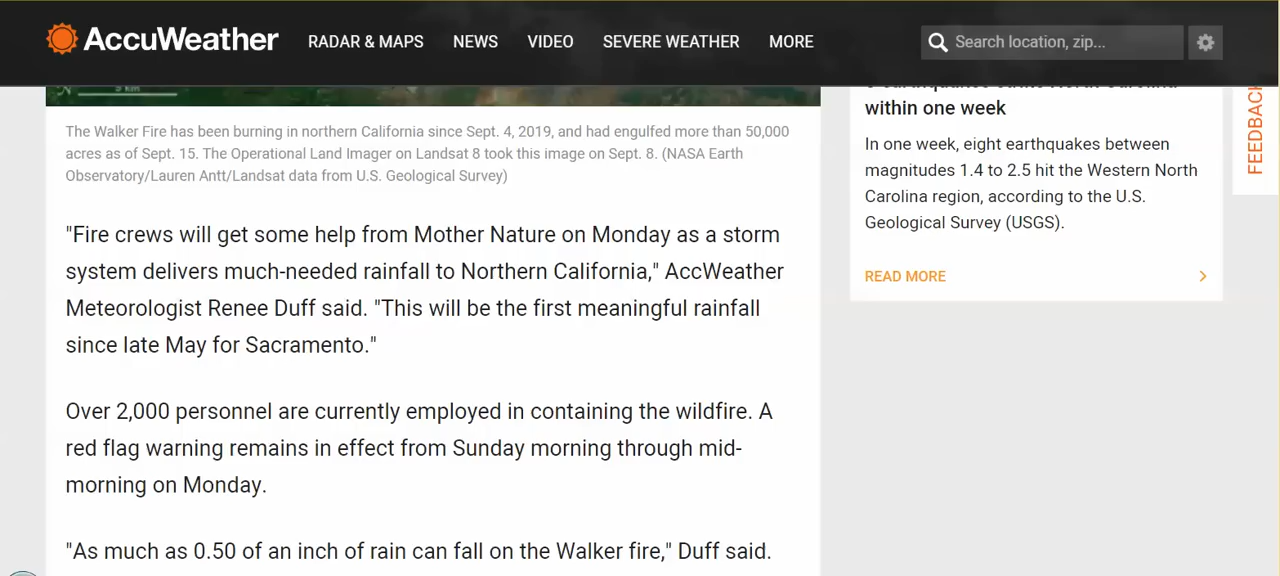 AccuWeather
RADAR & MAPS NEWS VIDEO SEVERE WEATHER MORE
Search location, zip...
N 5 km
The Walker Fire has been burning in northern California since Sept. 4, 2019, and had engulfed more than 50,000
acres as of Sept. 15. The Operational Land Imager on Landsat 8 took this image on Sept. 8. (NASA Earth
Observatory/Lauren Antt/Landsat data from U.S. Geological Survey)
"Fire crews will get some help from Mother Nature on Monday as a storm
system delivers much-needed rainfall to Northern California," AccWeather
Meteorologist Renee Duff said. "This will be the first meaningful rainfall
since late May for Sacramento."
Over 2,000 personnel are currently employed in containing the wildfire. A
red flag warning remains in effect from Sunday morning through mid-
morning on Monday.
"As much as 0.50 of an inch of rain can fall on the Walker fire," Duff said.
within one week
In one week, eight earthquakes between
magnitudes 1.4 to 2.5 hit the Western North
Carolina region, according to the U.S.
Geological Survey (USGS).
READ MORE
FEEDBACK